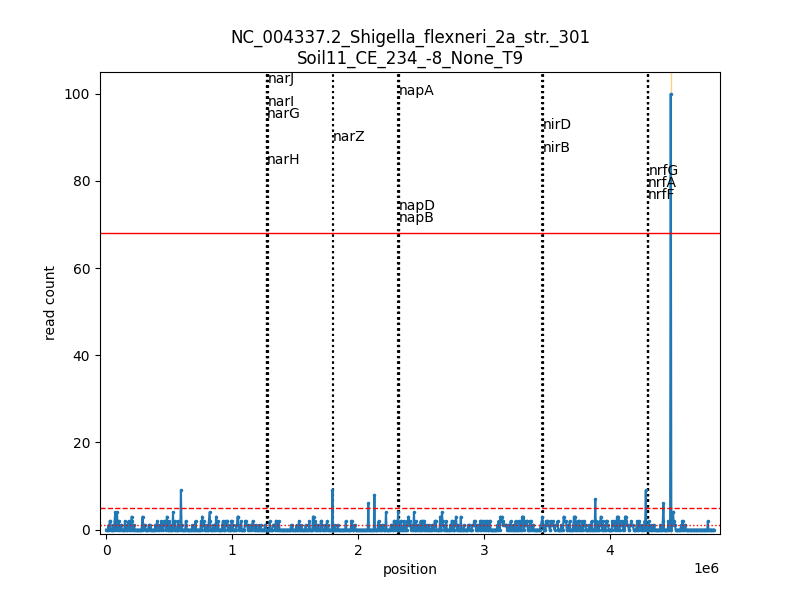 NC_004337.2_Shigella_flexneri_2a_str._301
Soil11_CE_234_-8_None_T9
narJ
narI
narG
narH
narZ
napA
napD
napB
nirD
nirB
nrfG
nrfA
nrfF
100
80
60
40
20
0
read count
0 1 2 3 4
1e6
position